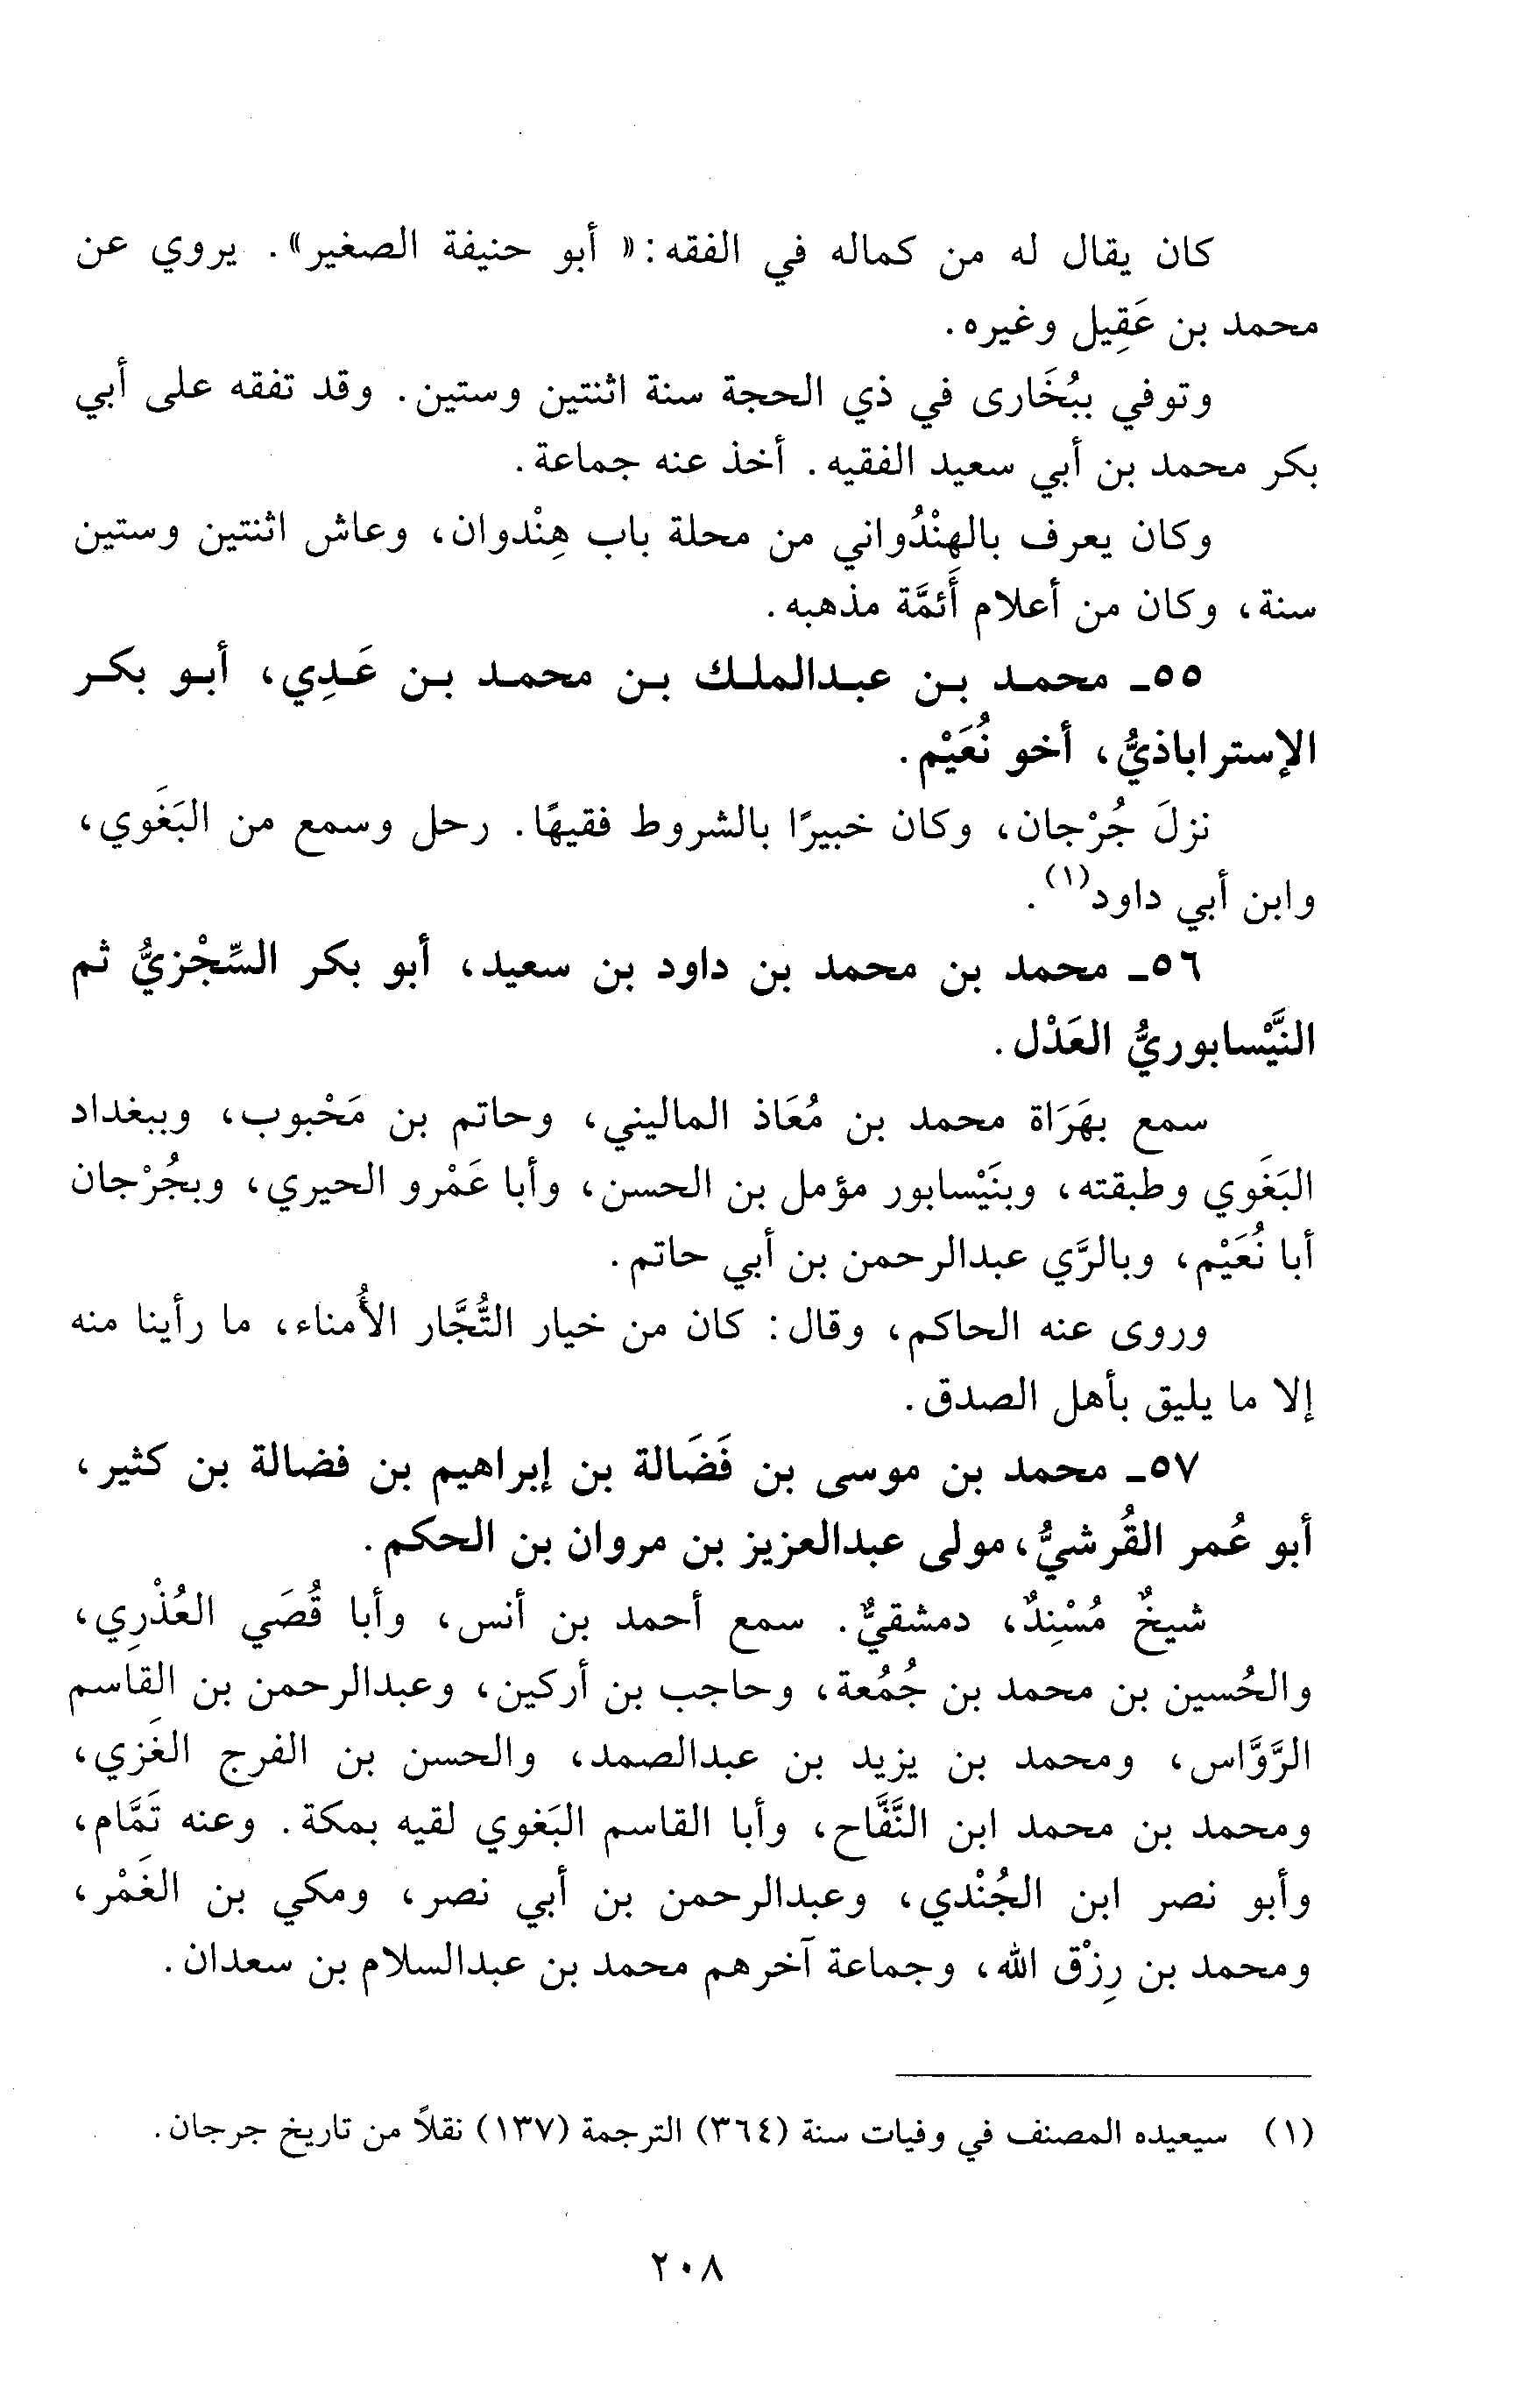 كان يقال له من كماله في الفقه: « أبو حنيفة الصغير». يروي عن
محمد بن عَقِيل وغيره.
وتوفي ببُخَارى في ذي الحجة سنة اثنتين وستين. وقد تفقه على أبي
بكر محمد بن أبي سعيد الفقيه. أخذ عنه جماعة.
وكان يعرف بالهِنْدُواني من محلة باب هِنْدوان، وعاش اثنتين وستين
سنة، وكان من أعلام أَئمَّة مذهبه.
٥٥ـ محمـد بـن عبـدالملـك بـن محمـد بـن عَـدِي، أبـو بكـر
الإستراباذيُّ، أخو نُعَيْم.
نزلَ جُرْجان، وكان خبيرًا بالشروط فقيهًا. رحل وسمع من البَغَوي،
وابن أبي داود(١).
٥٦ـ محمد بن محمد بن داود بن سعيد، أبو بكر السِّجْزيُّ ثم
النَّيْسابوريُّ العَدْل.
سمع بهَرَاة محمد بن مُعَاذ الماليني، وحاتم بن مَحْبوب، وببغداد
البَغَوي وطبقته، وبنَيْسابور مؤمل بن الحسن، وأبا عَمْرو الحيري، وبجُرْجان
أبا نُعَيْم، وبالرَّي عبدالرحمن بن أبي حاتم.
وروى عنه الحاكم، وقال: كان من خيار التُّجَّار الأُمناء، ما رأينا منه
إلا ما يليق بأهل الصدق.
٥٧ـ محمد بن موسى بن فَضَالة بن إبراهيم بن فضالة بن كثير،
أبو عُمر القُرشيُّ، مولى عبدالعزيز بن مروان بن الحكم.
شيخٌ مُسْنِدٌ، دمشقيٌّ. سمع أحمد بن أنس، وأبا قُصَي العُذْرِي،
والحُسين بن محمد بن جُمُعة، وحاجب بن أركين، وعبدالرحمن بن القاسم
الرَّوَّاس، ومحمد بن يزيد بن عبدالصمد، والحسن بن الفرج الغَزي،
ومحمد بن محمد ابن النَّفَّاح، وأبا القاسم البَغوي لقيه بمكة. وعنه تَمَّام،
وأبو نصر ابن الجُنْدي، وعبدالرحمن بن أبي نصر، ومكي بن الغَمْر،
ومحمد بن رِزْق الله، وجماعة آخرهم محمد بن عبدالسلام بن سعدان.
(١) سيعيده المصنف في وفيات سنة (٣٦٤) الترجمة (١٣٧) نقلاً من تاريخ جرجان.
٢٠٨